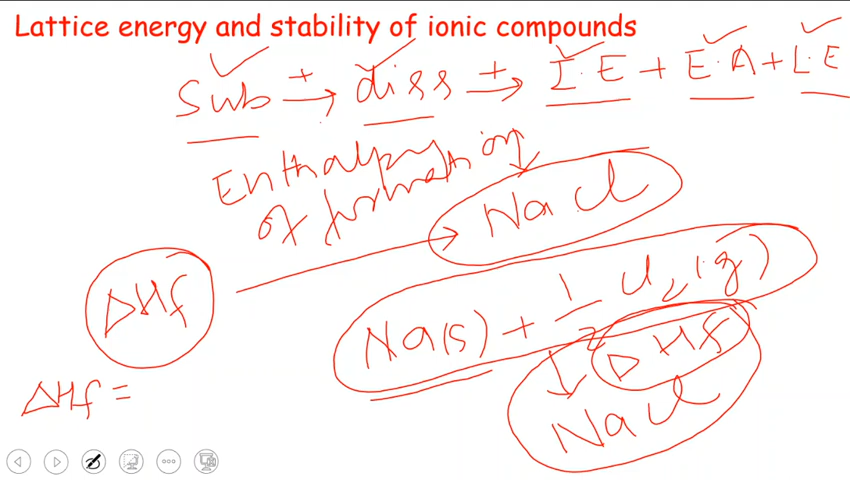 Lattice energy and stability of ionic compounds
Sub + → diss + → I.E + E.A + L.E
Enthalpy
of formation
NaCl
ΔHf
Na(s) + 1/2 Cl2 (g)
ΔHf
ΔHf =
NaCl